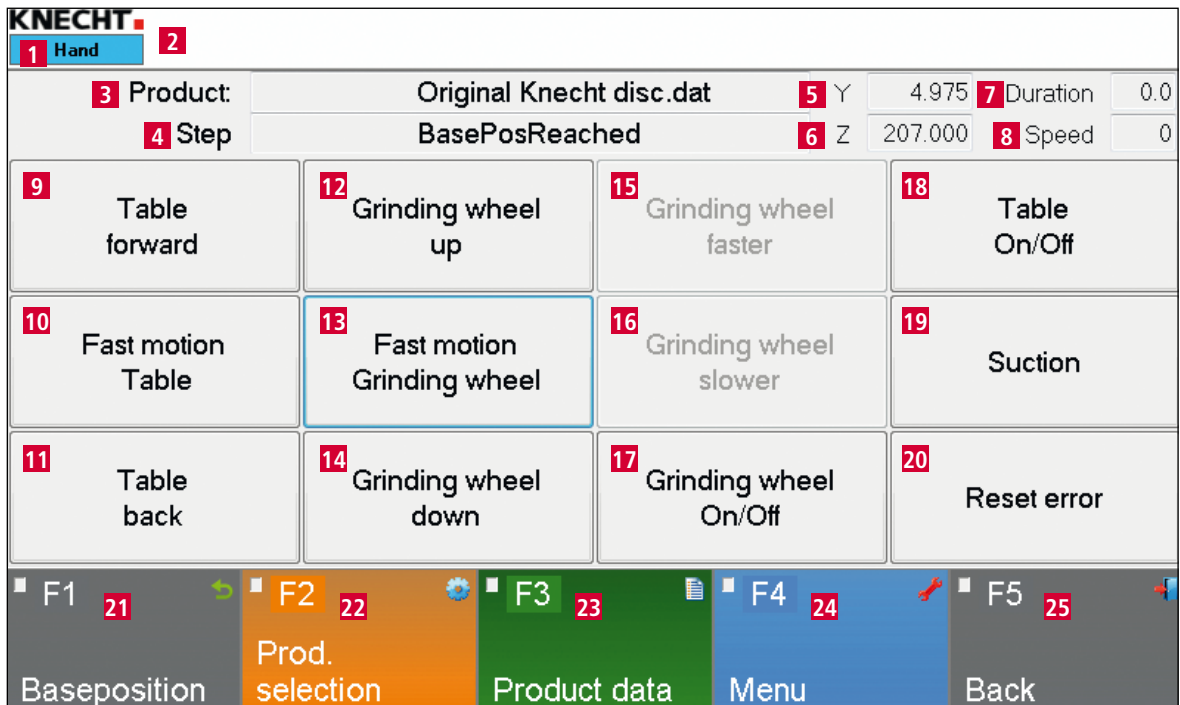 KNECHT
1 Hand 2
3 Product: Original Knecht disc.dat 5 Y 4.975 7 Duration 0.0
4 Step BasePosReached 6 Z 207.000 8 Speed 0
9 Table
forward
12 Grinding wheel
up
15 Grinding wheel
faster
18 Table
On/Off
10 Fast motion
Table
13 Fast motion
Grinding wheel
16 Grinding wheel
slower
19 Suction
11 Table
back
14 Grinding wheel
down
17 Grinding wheel
On/Off
20 Reset error
F1 21
Baseposition
F2 22
Prod.
selection
F3 23
Product data
F4 24
Menu
F5 25
Back